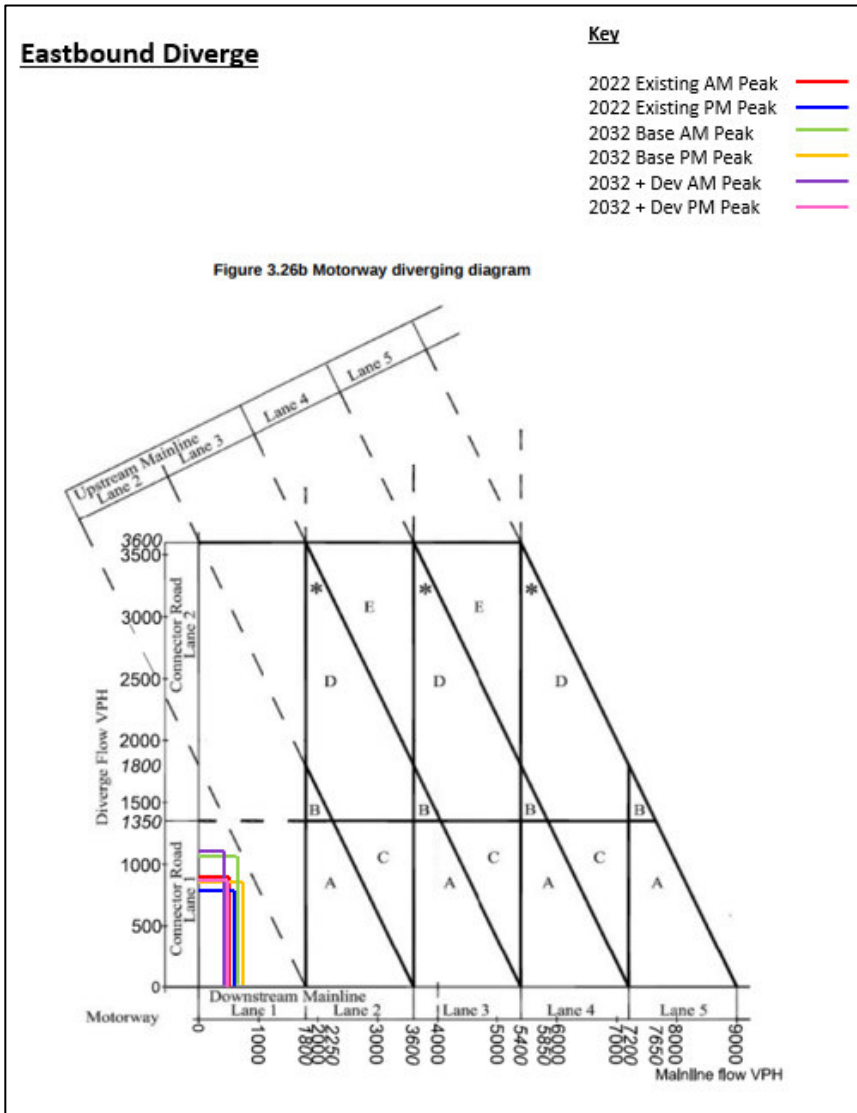 Eastbound Diverge
Key
2022 Existing AM Peak
2022 Existing PM Peak
2032 Base AM Peak
2032 Base PM Peak
2032 + Dev AM Peak
2032 + Dev PM Peak
Figure 3.26b Motorway diverging diagram
Upstream Mainline
Lane 2
Lane 3
Lane 4
Lane 5
3600
3500
3000
2500
2000
1800
1500
1350
1000
500
0
Diverge Flow VPH
Connector Road
Lane 2
Connector Road
Lane 1
* * *
E E
D D D
B B B B
C C C
A A A A
Downstream Mainline
Motorway
Lane 1 Lane 2 Lane 3 Lane 4 Lane 5
0 1000 1800 2000 2250 3000 3600 4000 5000 5400 5850 6000 7000 7200 7650 8000 9000
Mainline flow VPH